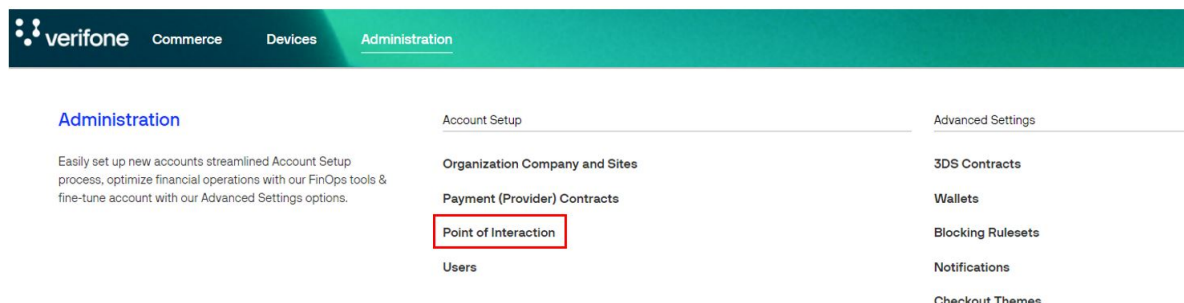 verifone Commerce Devices Administration
Administration
Easily set up new accounts streamlined Account Setup
process, optimize financial operations with our FinOps tools &
fine-tune account with our Advanced Settings options.
Account Setup
Organization Company and Sites
Payment (Provider) Contracts
Point of Interaction
Users
Advanced Settings
3DS Contracts
Wallets
Blocking Rulesets
Notifications
Checkout Themes